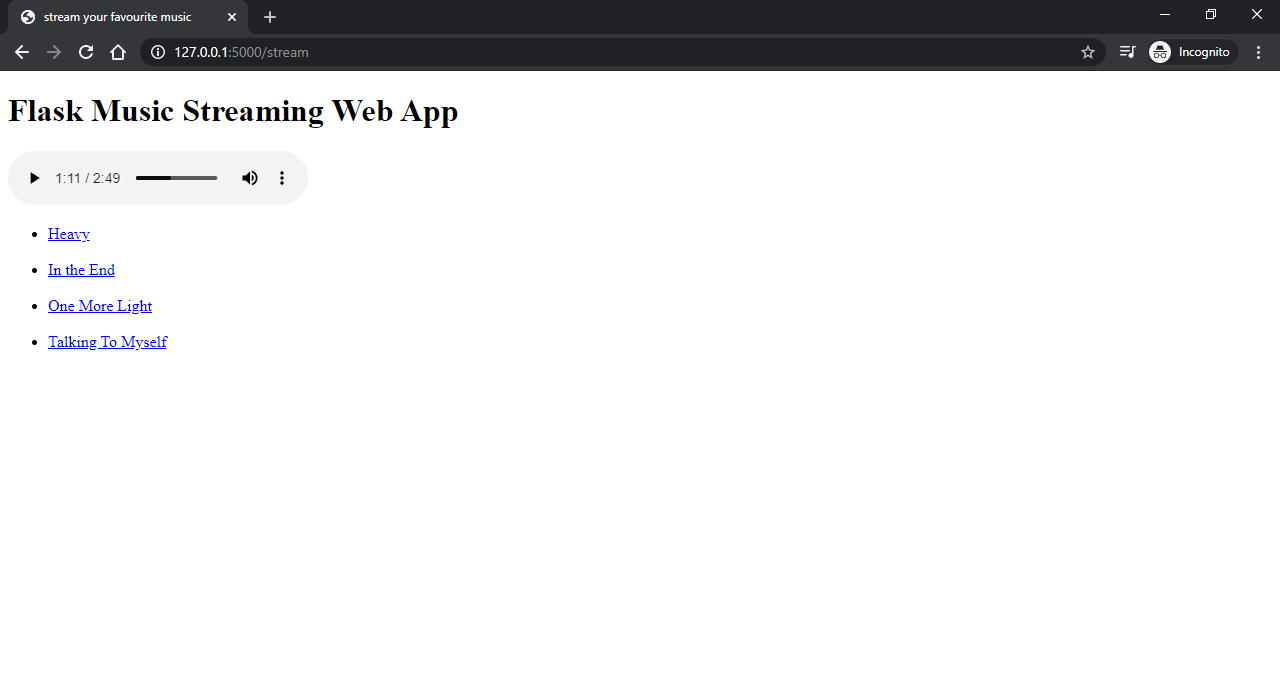 stream your favourite music
127.0.0.1:5000/stream
Incognito
Flask Music Streaming Web App
1:11 / 2:49
Heavy
In the End
One More Light
Talking To Myself